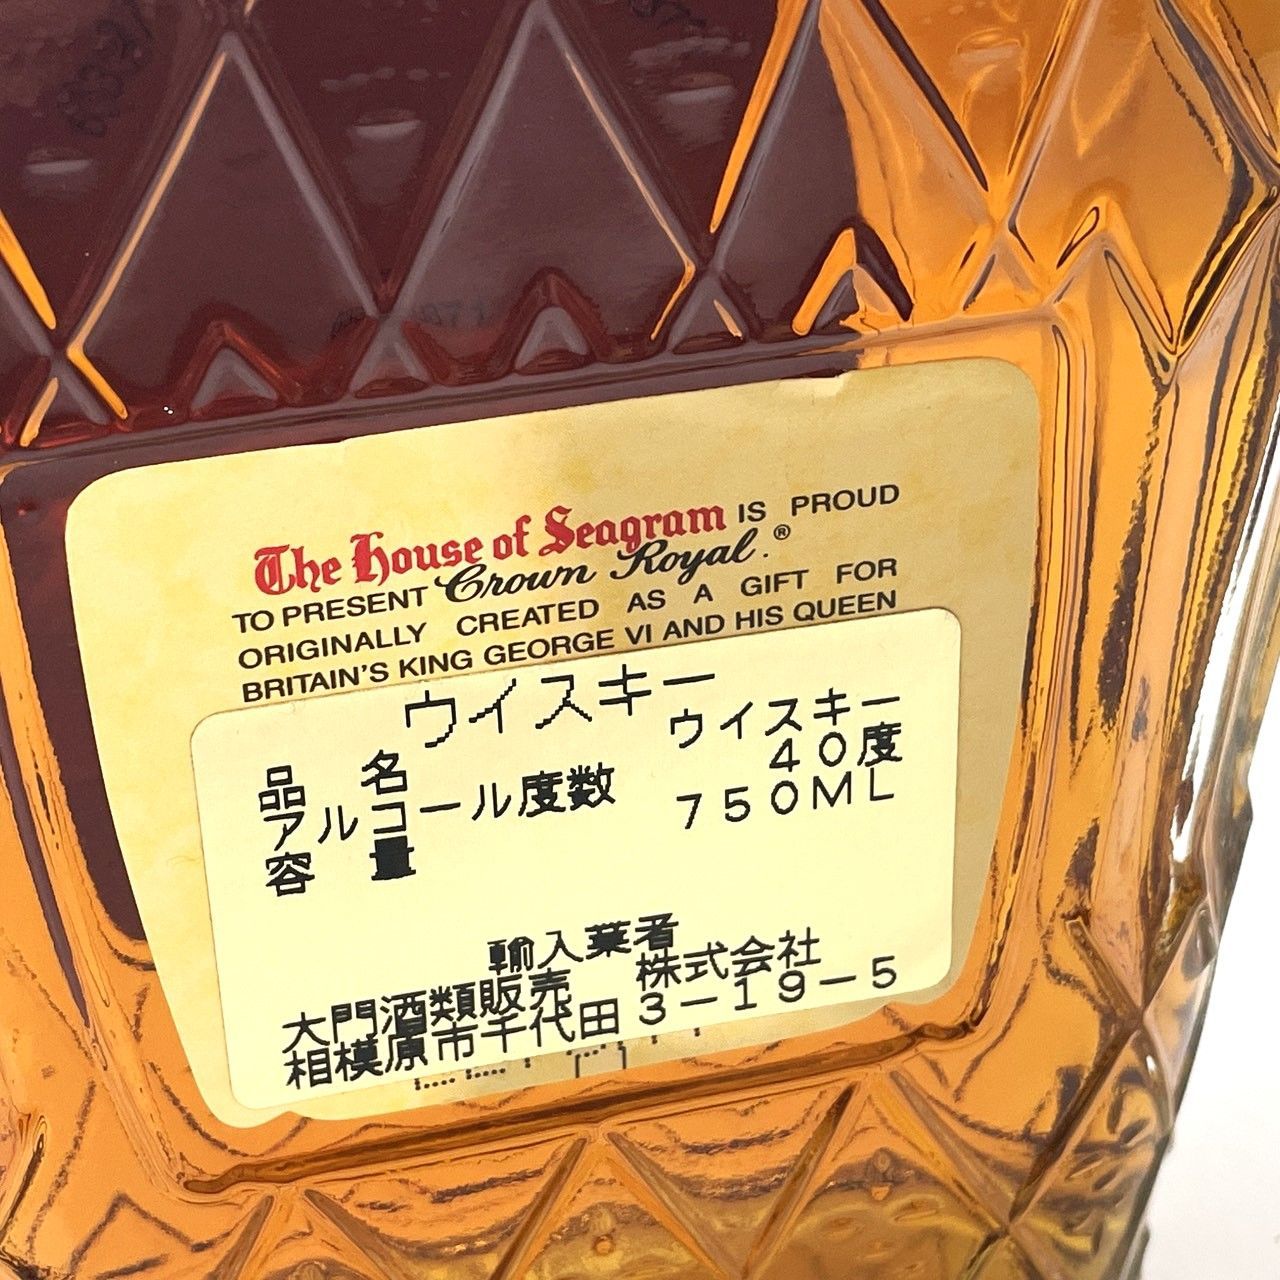 The House of Seagram IS PROUD
TO PRESENT Crown Royal.®
ORIGINALLY CREATED AS A GIFT FOR
BRITAIN'S KING GEORGE VI AND HIS QUEEN
ウイスキー
品 名 ウイスキー
アルコール度数 40度
容 量 750ML
輸入業者
大門酒類販売 株式会社
相模原市千代田3-19-5